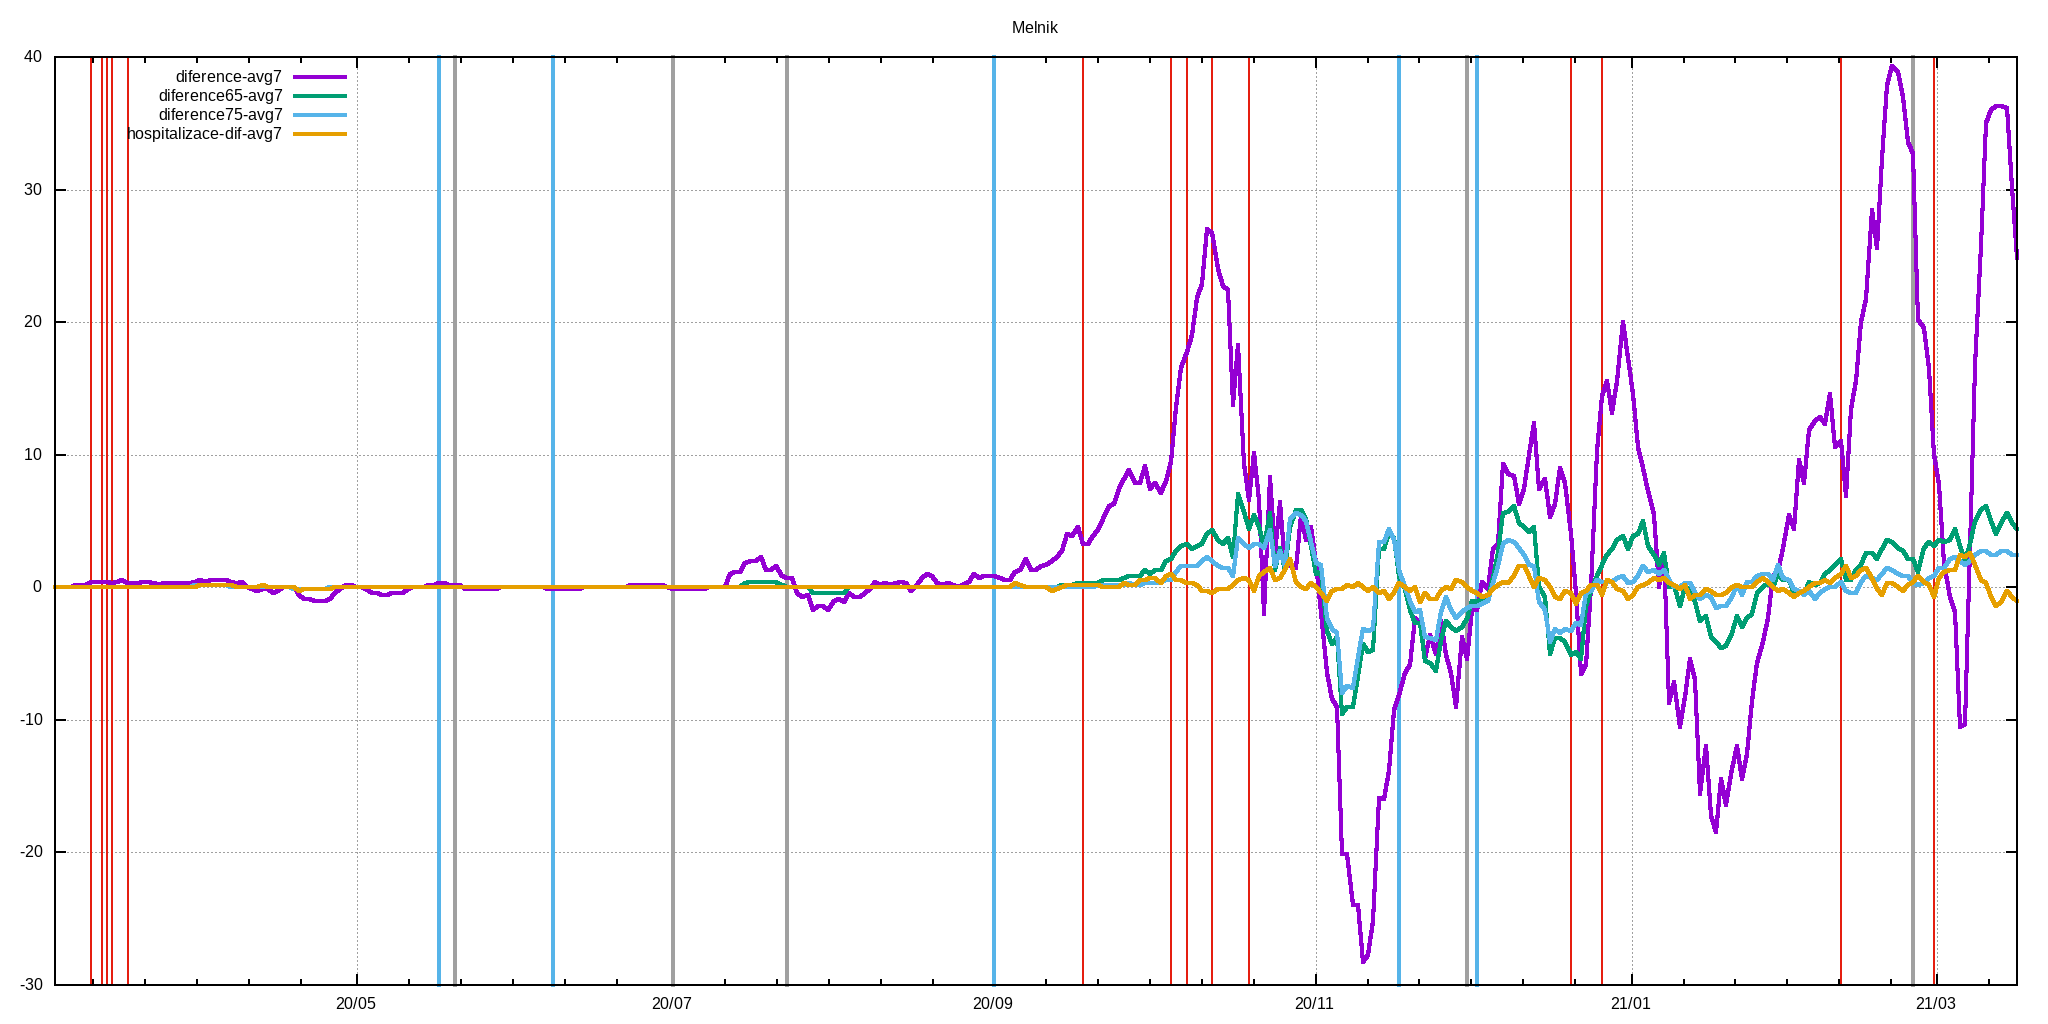 Melnik
40
diference-avg7
diference65-avg7
diference75-avg7
hospitalizace-dif-avg7
30
20
10
0
-10
-20
-30
20/05 20/07 20/09 20/11 21/01 21/03